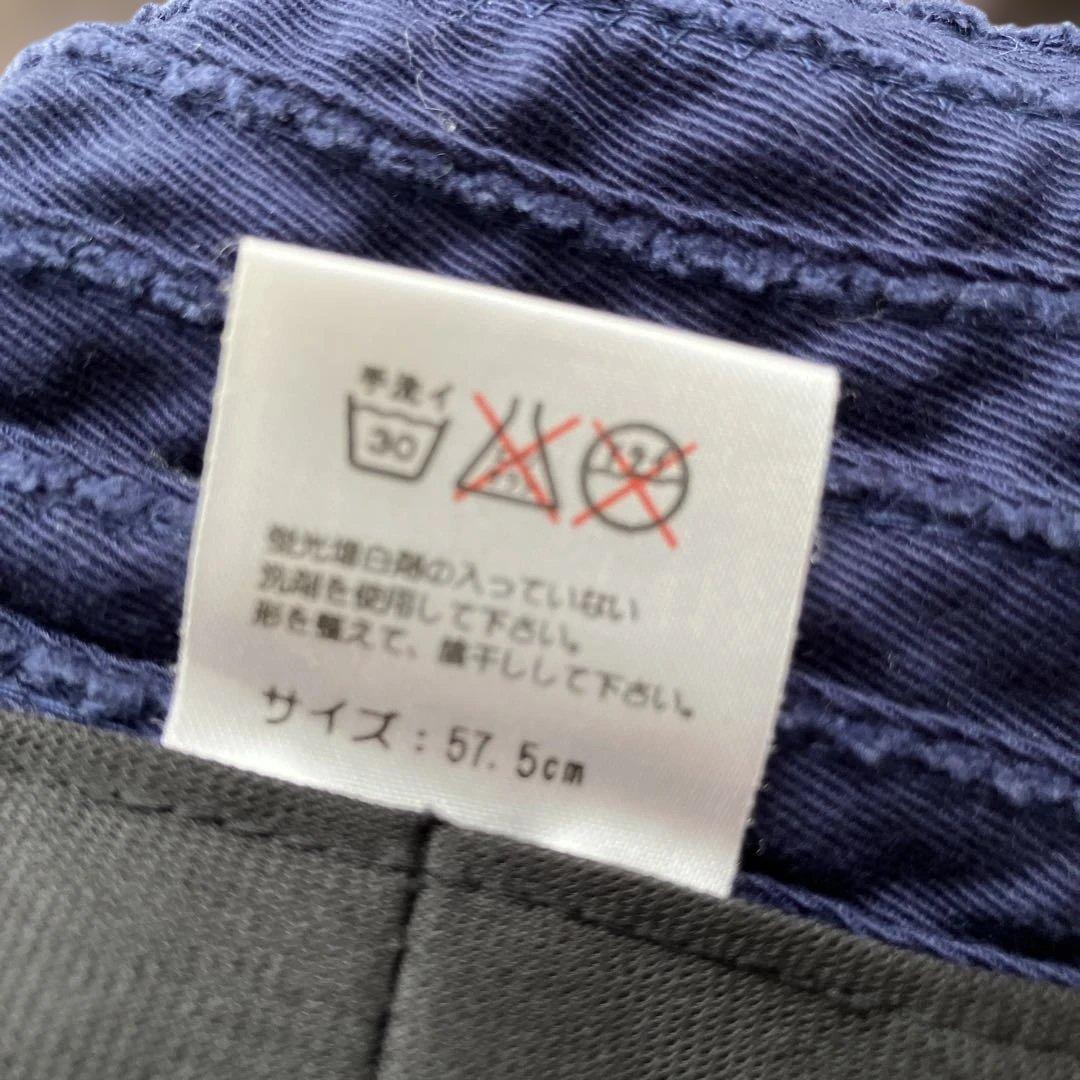 手洗イ
30
蛍光増白剤の入っていない
洗剤を使用して下さい。
形を整えて、陰干しして下さい。
サイズ：57.5cm